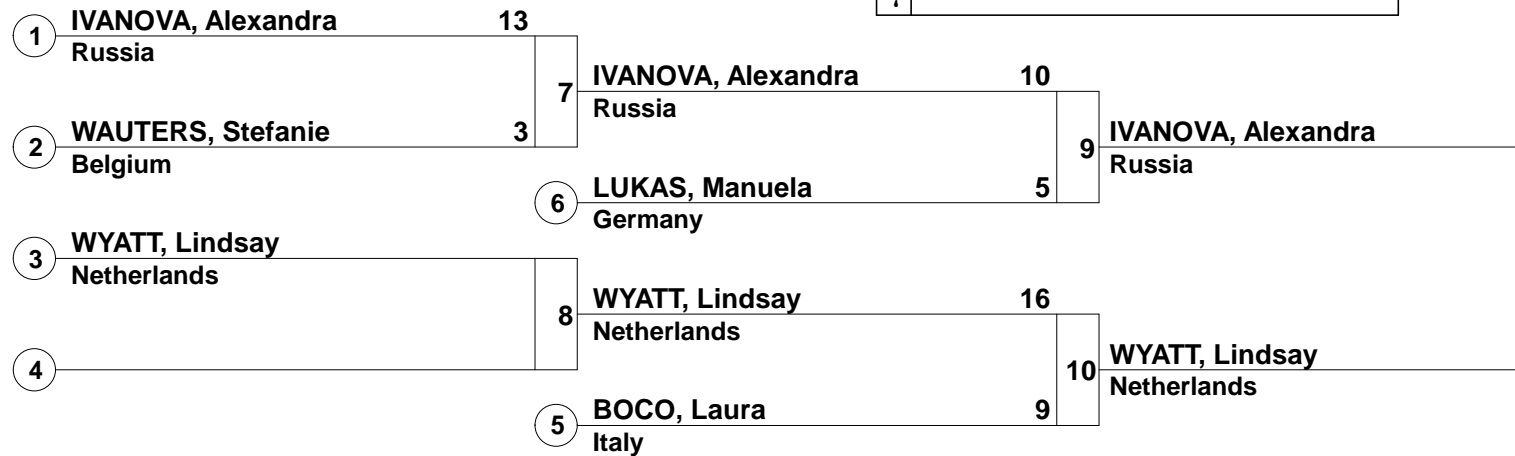 1 IVANOVA, Alexandra 13
Russia
7 IVANOVA, Alexandra 10
Russia
2 WAUTERS, Stefanie 3
Belgium
9 IVANOVA, Alexandra
Russia
6 LUKAS, Manuela 5
Germany
3 WYATT, Lindsay
Netherlands
8 WYATT, Lindsay 16
Netherlands
4
10 WYATT, Lindsay
Netherlands
5 BOCO, Laura 9
Italy